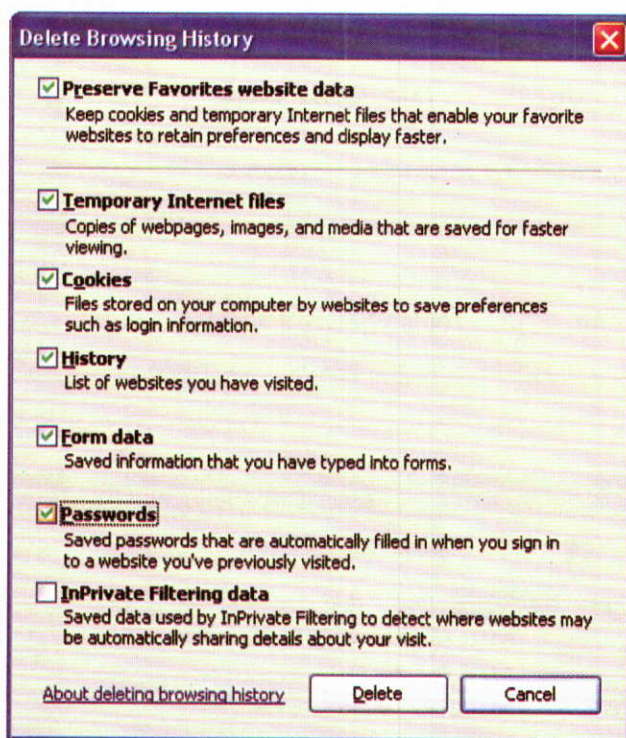 Delete Browsing History
Preserve Favorites website data
Keep cookies and temporary Internet files that enable your favorite
websites to retain preferences and display faster.
Temporary Internet files
Copies of webpages, images, and media that are saved for faster
viewing.
Cookies
Files stored on your computer by websites to save preferences
such as login information.
History
List of websites you have visited.
Form data
Saved information that you have typed into forms.
Passwords
Saved passwords that are automatically filled in when you sign in
to a website you've previously visited.
InPrivate Filtering data
Saved data used by InPrivate Filtering to detect where websites may
be automatically sharing details about your visit.
About deleting browsing history Delete Cancel